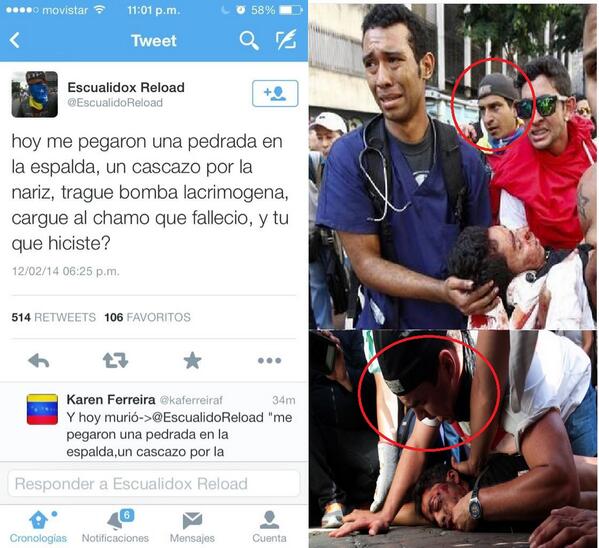 movistar 11:01 p.m. 58%
Tweet
Escualidox Reload
@EscualidoReload
hoy me pegaron una pedrada en
la espalda, un cascazo por la
nariz, trague bomba lacrimogena,
cargue al chamo que fallecio, y tu
que hiciste?
12/02/14 06:25 p.m.
514 RETWEETS 106 FAVORITOS
Karen Ferreira @kaferreiraf 34m
Y hoy murió->@EscualidoReload "me
pegaron una pedrada en la
espalda,un cascazo por la
Responder a Escualidox Reload
6
Cronologías Notificaciones Mensajes Cuenta